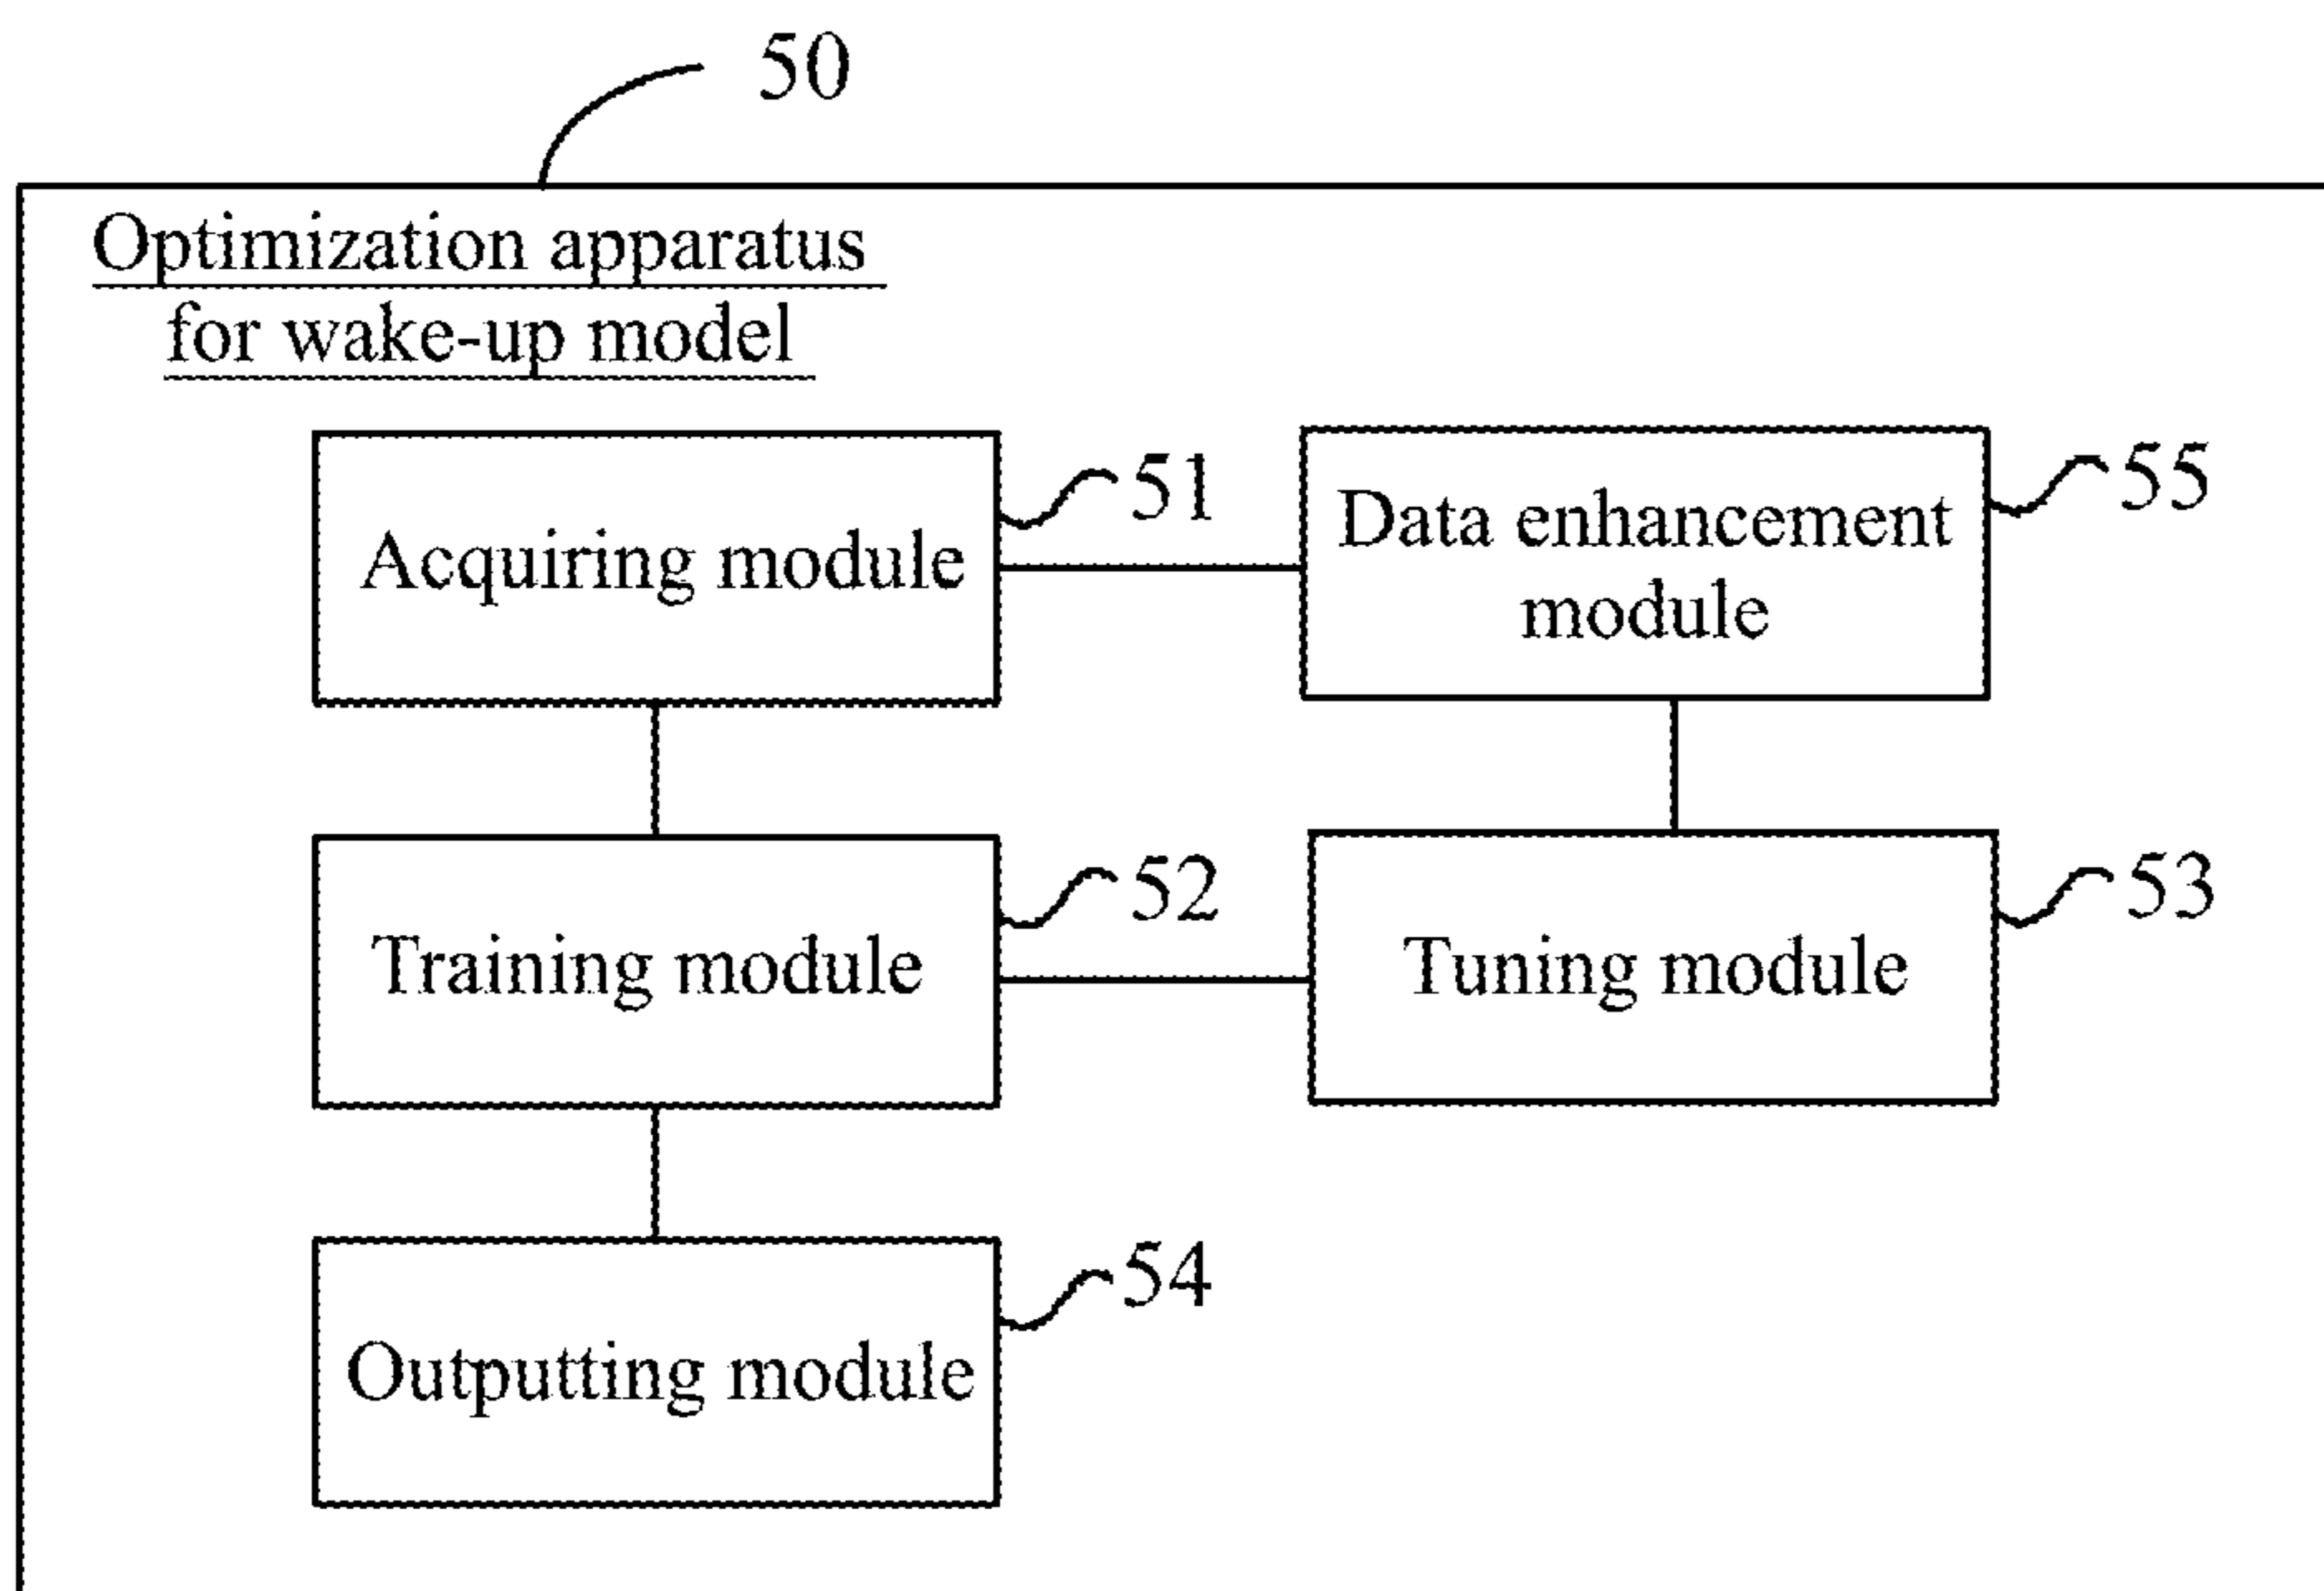 50
Optimization apparatus
for wake-up model
Acquiring module
51
Data enhancement
module
55
Training module
52
Tuning module
53
Outputting module
54